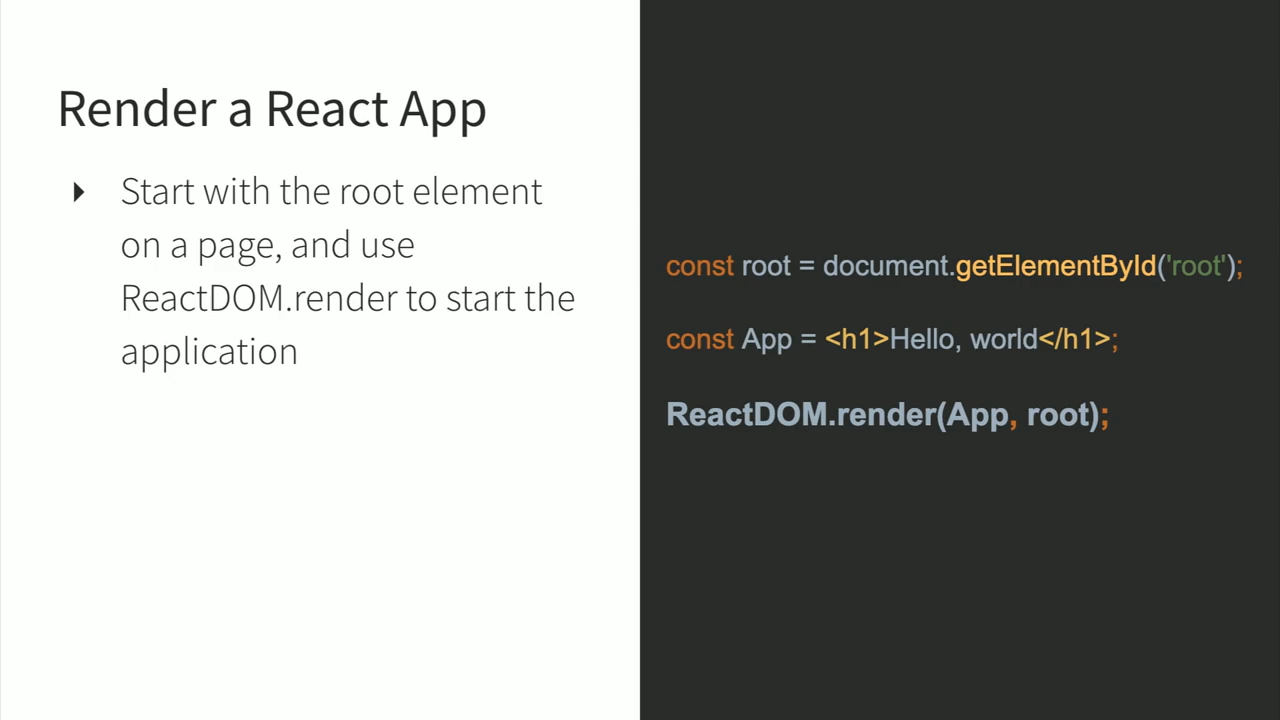 Render a React App
Start with the root element
on a page, and use
ReactDOM.render to start the
application
const root = document.getElementById('root');
const App = <h1>Hello, world</h1>;
ReactDOM.render(App, root);